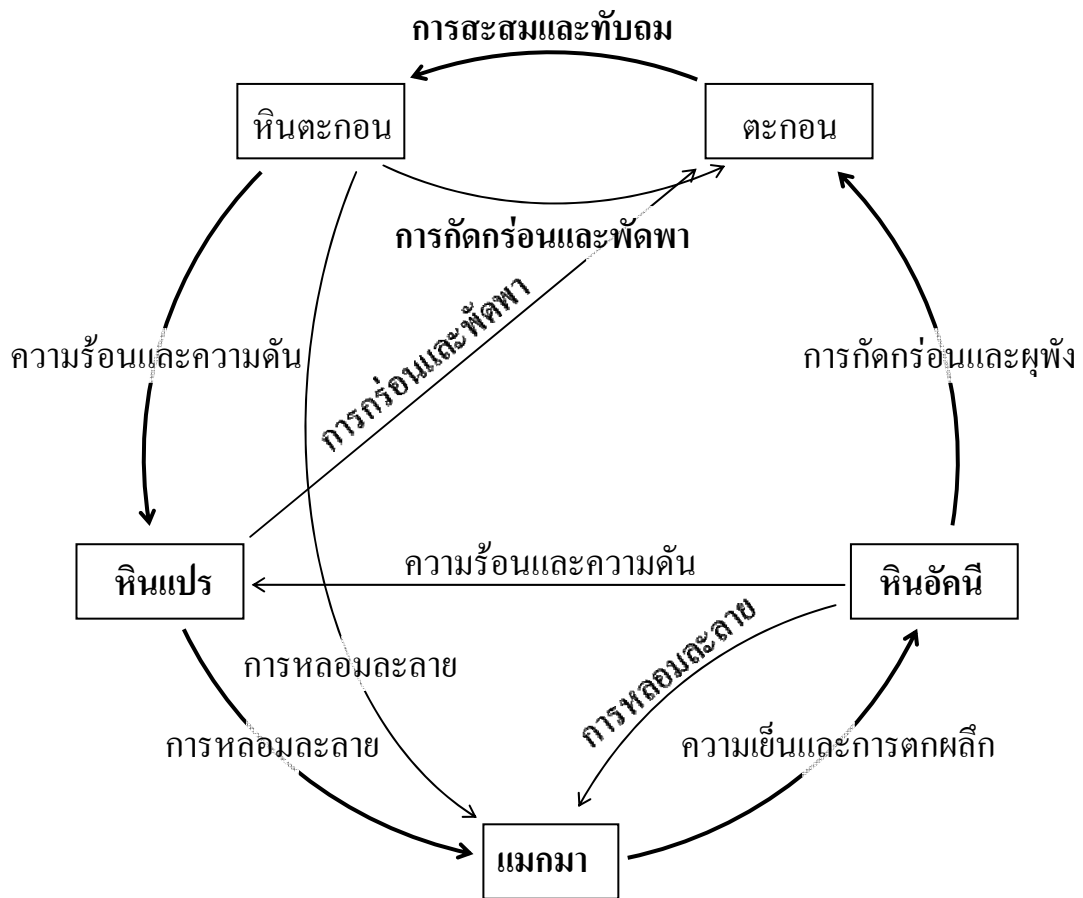 การสะสมและทับถม
หินตะกอน
ตะกอน
การกัดกร่อนและพัดพา
การกร่อนและพัดพา
ความร้อนและความดัน
การกัดกร่อนและผุพัง
หินแปร
ความร้อนและความดัน
หินอัคนี
การหลอมละลาย
การหลอมละลาย
การหลอมละลาย
ความเย็นและการตกผลึก
แมกมา